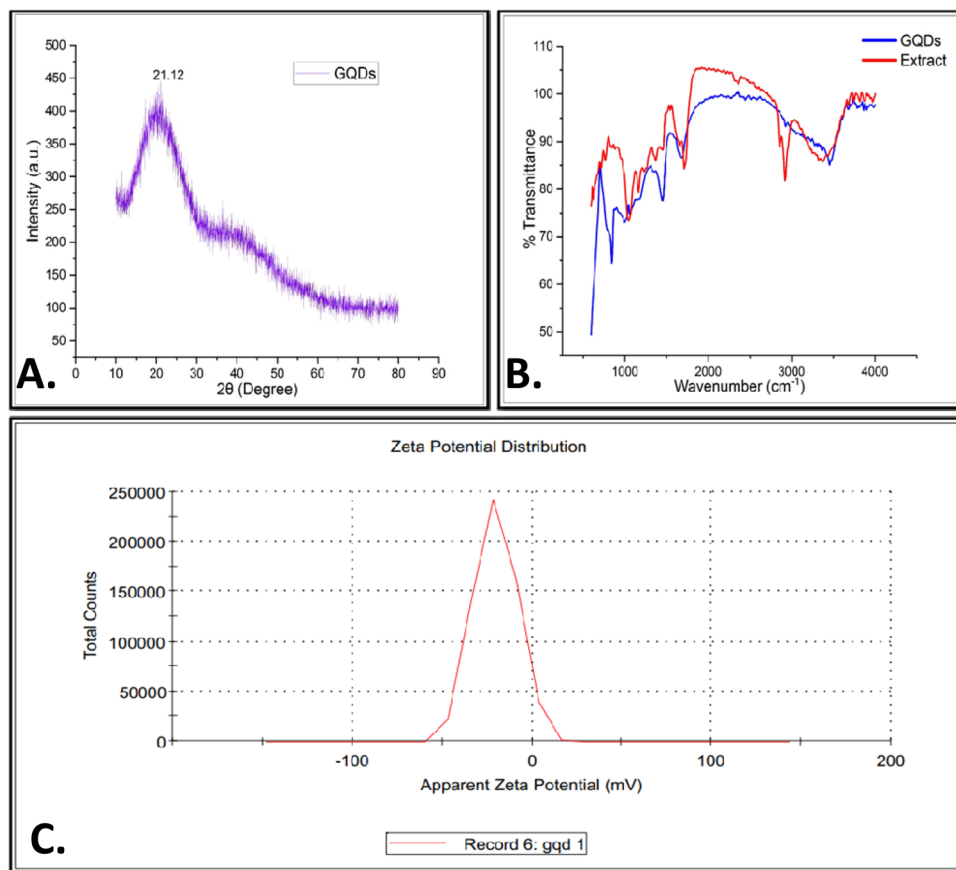 500
450
400
350
300
250
200
150
100
50
Intensity (a.u.)
21.12
GQDs
0 10 20 30 40 50 60 70 80 90
2θ (Degree)
A.
110
100
90
80
70
60
50
% Transmittance
GQDs
Extract
1000 2000 3000 4000
Wavenumber (cm⁻¹)
B.
Zeta Potential Distribution
250000
200000
150000
100000
50000
0
Total Counts
-100 0 100 200
Apparent Zeta Potential (mV)
Record 6: gqd 1
C.